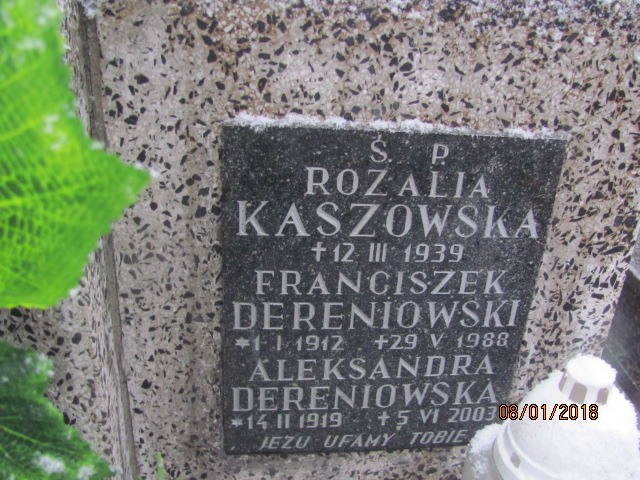 Ś. P
ROZALIA
KASZOWSKA
+12 III 1939
FRANCISZEK
DERENIOWSKI
*1·I 1912 +29 V 1988
ALEKSANDRA
DERENIOWSKA
*14 II 1919 +5 VI 2003
JEZU UFAMY TOBIE
08/01/2018